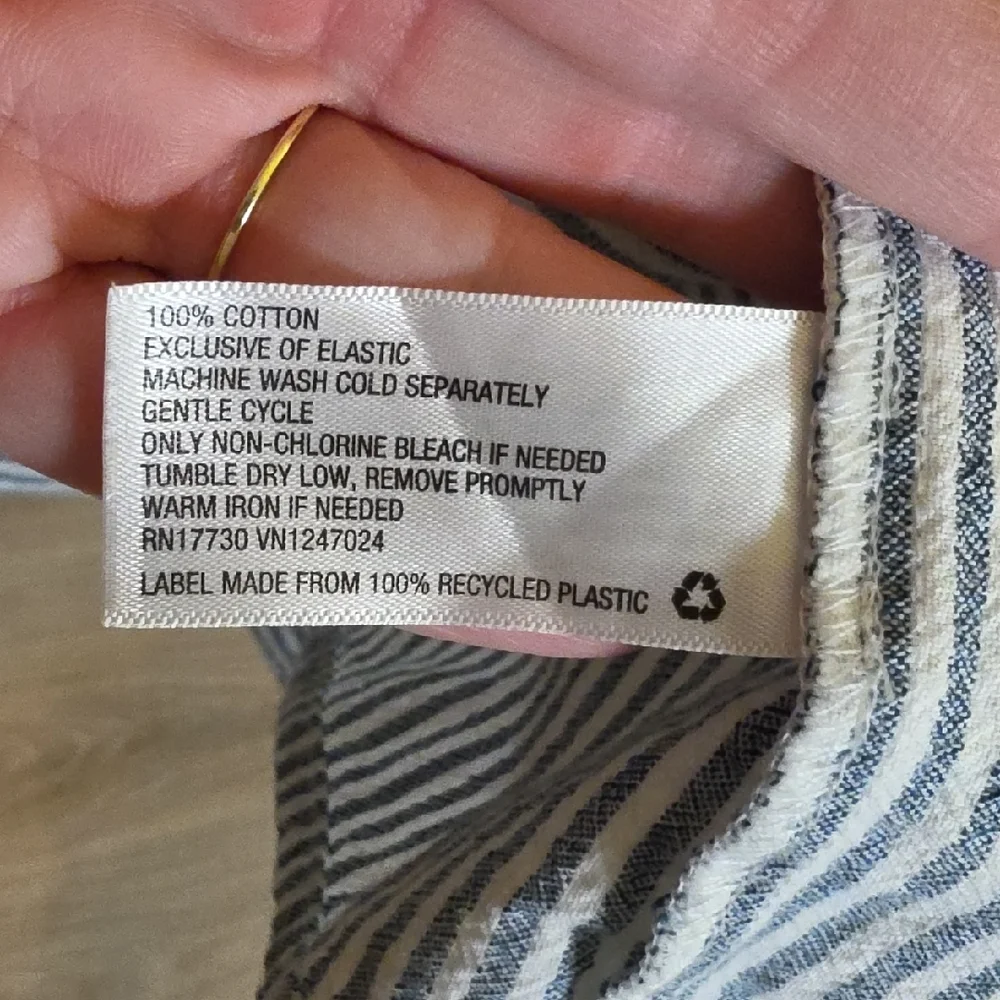 100% COTTON
EXCLUSIVE OF ELASTIC
MACHINE WASH COLD SEPARATELY
GENTLE CYCLE
ONLY NON-CHLORINE BLEACH IF NEEDED
TUMBLE DRY LOW, REMOVE PROMPTLY
WARM IRON IF NEEDED
RN17730 VN1247024
LABEL MADE FROM 100% RECYCLED PLASTIC